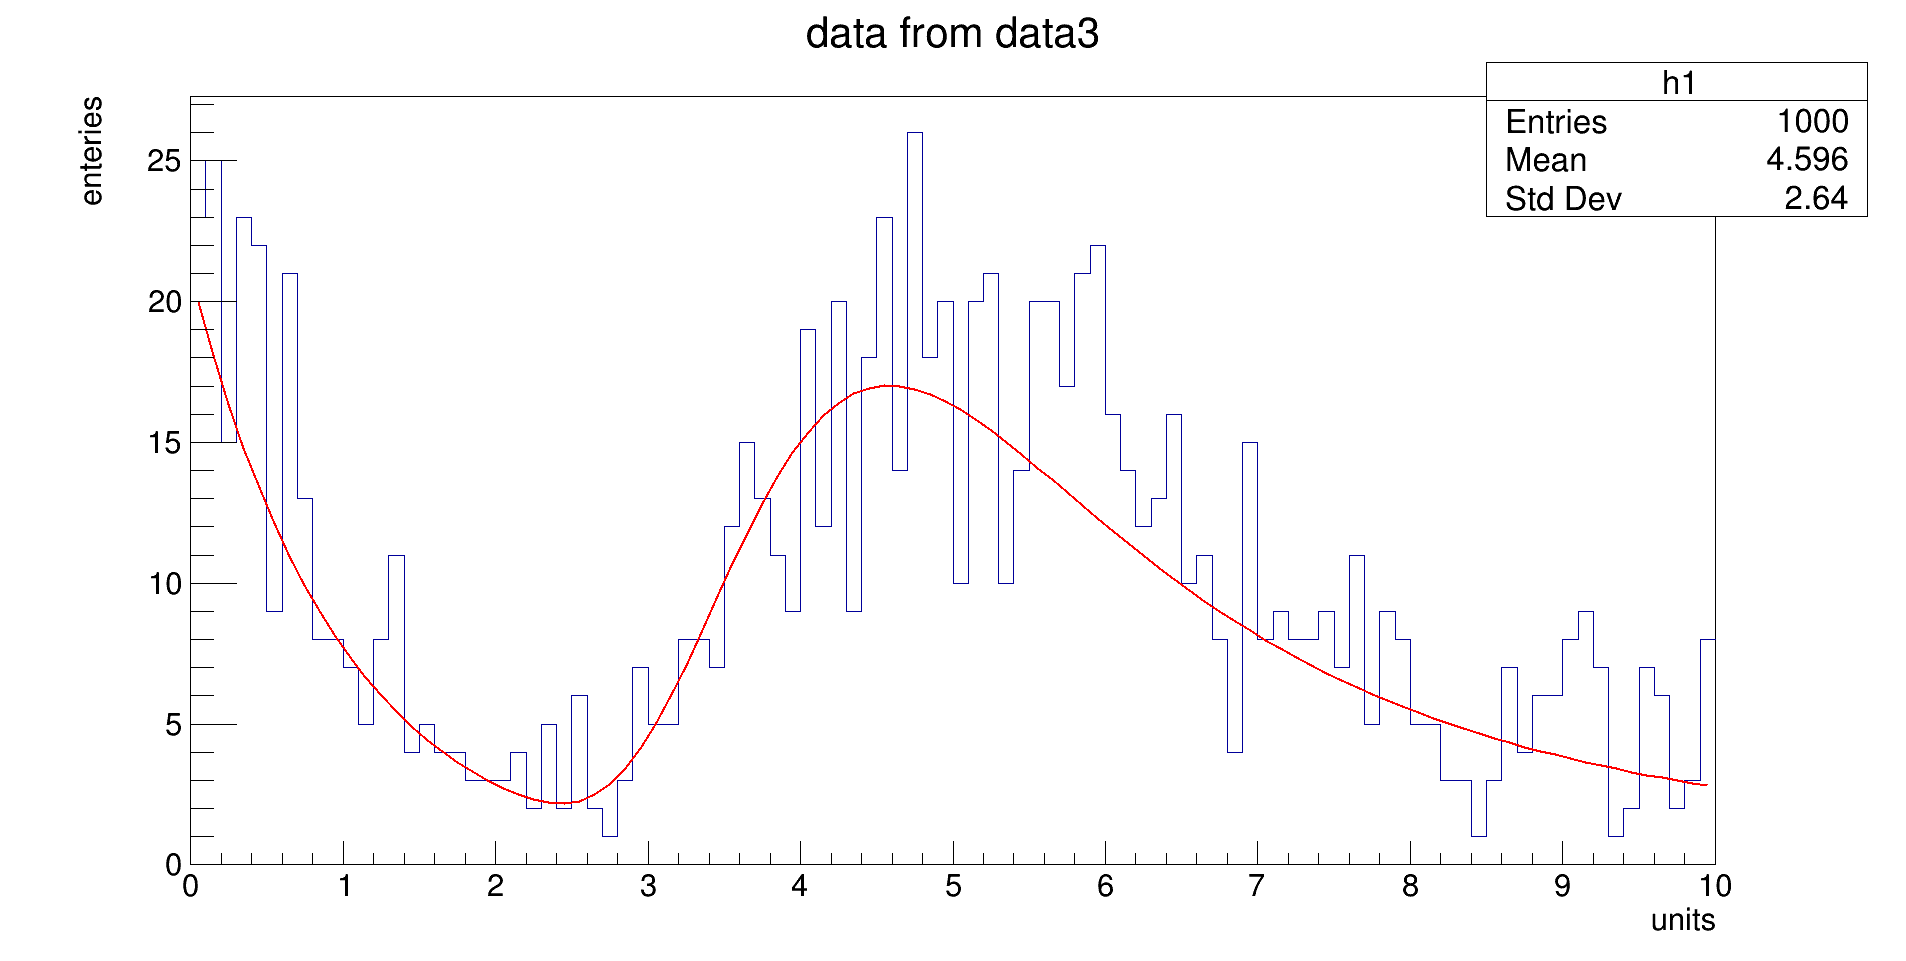 data from data3
h1
Entries 1000
Mean 4.596
Std Dev 2.64
enteries
25
20
15
10
5
0
0 1 2 3 4 5 6 7 8 9 10
units